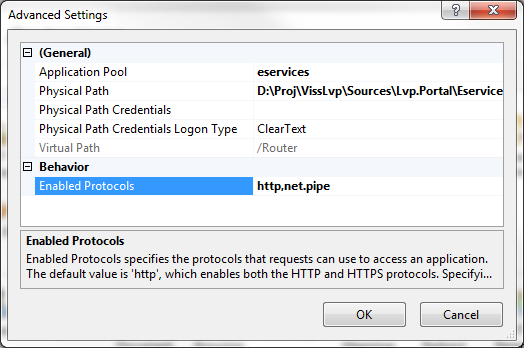 Advanced Settings
(General)
Application Pool eservices
Physical Path D:\Proj\VissLvp\Sources\Lvp.Portal\Eservice
Physical Path Credentials
Physical Path Credentials Logon Type ClearText
Virtual Path /Router
Behavior
Enabled Protocols http,net.pipe
Enabled Protocols
Enabled Protocols specifies the protocols that requests can use to access an application.
The default value is 'http', which enables both the HTTP and HTTPS protocols. Specifyi...
OK Cancel